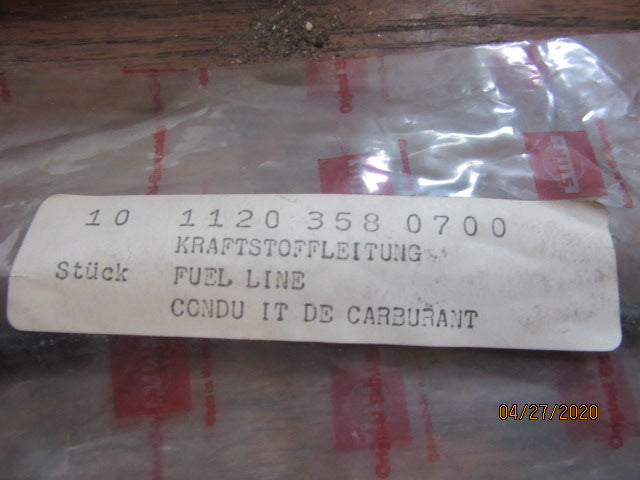 10 1120 358 0700
KRAFTSTOFFLEITUNG
Stück FUEL LINE
CONDU IT DE CARBURANT
04/27/2020